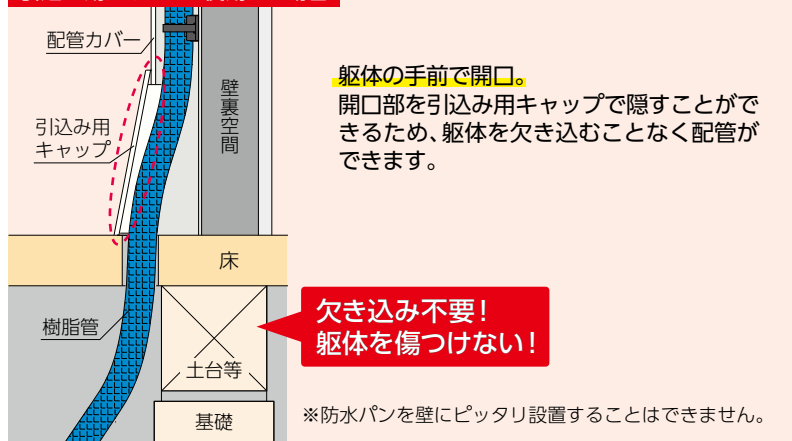 配管カバー
引込み用
キャップ
壁裏空間
床
樹脂管
土台等
基礎
躯体の手前で開口。
開口部を引込み用キャップで隠すことがで
きるため、躯体を欠き込むことなく配管が
できます。
欠き込み不要！
躯体を傷つけない！
※防水パンを壁にピッタリ設置することはできません。